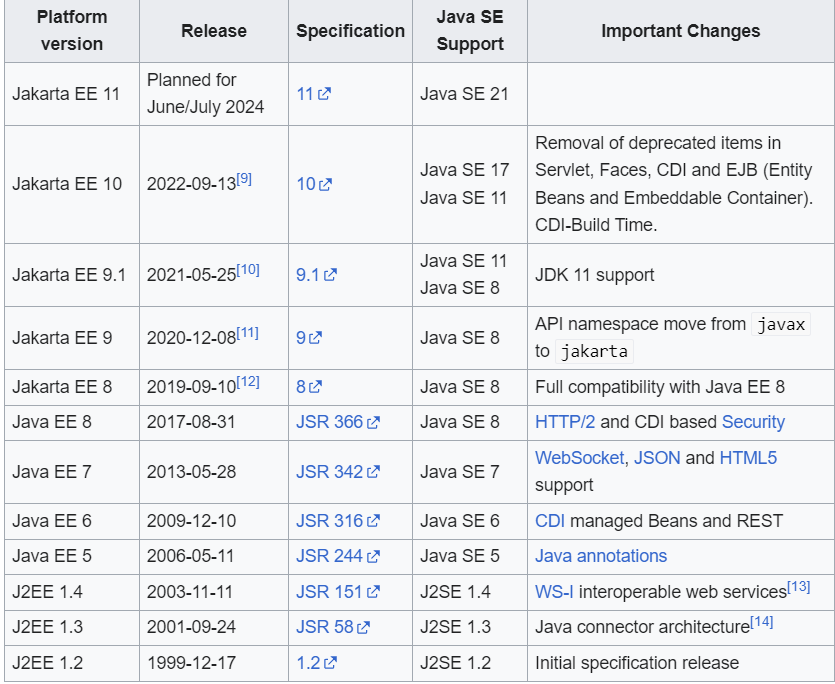 Platform version | Release | Specification | Java SE Support | Important Changes
Jakarta EE 11 | Planned for June/July 2024 | 11 | Java SE 21 |
Jakarta EE 10 | 2022-09-13[9] | 10 | Java SE 17 Java SE 11 | Removal of deprecated items in Servlet, Faces, CDI and EJB (Entity Beans and Embeddable Container). CDI-Build Time.
Jakarta EE 9.1 | 2021-05-25[10] | 9.1 | Java SE 11 Java SE 8 | JDK 11 support
Jakarta EE 9 | 2020-12-08[11] | 9 | Java SE 8 | API namespace move from javax to jakarta
Jakarta EE 8 | 2019-09-10[12] | 8 | Java SE 8 | Full compatibility with Java EE 8
Java EE 8 | 2017-08-31 | JSR 366 | Java SE 8 | HTTP/2 and CDI based Security
Java EE 7 | 2013-05-28 | JSR 342 | Java SE 7 | WebSocket, JSON and HTML5 support
Java EE 6 | 2009-12-10 | JSR 316 | Java SE 6 | CDI managed Beans and REST
Java EE 5 | 2006-05-11 | JSR 244 | Java SE 5 | Java annotations
J2EE 1.4 | 2003-11-11 | JSR 151 | J2SE 1.4 | WS-I interoperable web services[13]
J2EE 1.3 | 2001-09-24 | JSR 58 | J2SE 1.3 | Java connector architecture[14]
J2EE 1.2 | 1999-12-17 | 1.2 | J2SE 1.2 | Initial specification release